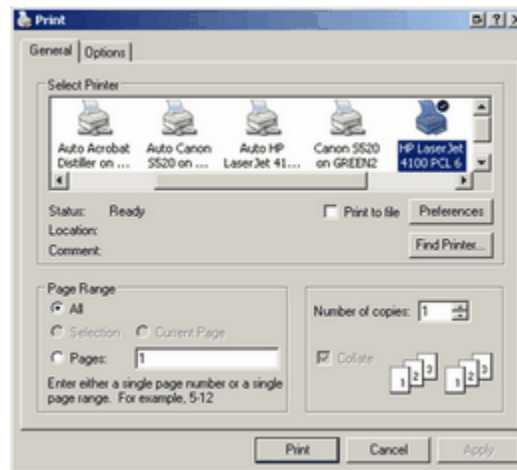 Print
General
Options
Select Printer
Auto Acrobat
Distiller on ...
Auto Canon
S520 on ...
Auto HP
LaserJet 41...
Canon S520
on GREEN2
HP LaserJet
4100 PCL 6
Status: Ready
Print to file
Preferences
Location:
Comment:
Find Printer...
Page Range
All
Selection
Current Page
Pages: 1
Enter either a single page number or a single
page range. For example, 5-12
Number of copies: 1
Collate
1 2 3
1 2 3
Print
Cancel
Apply